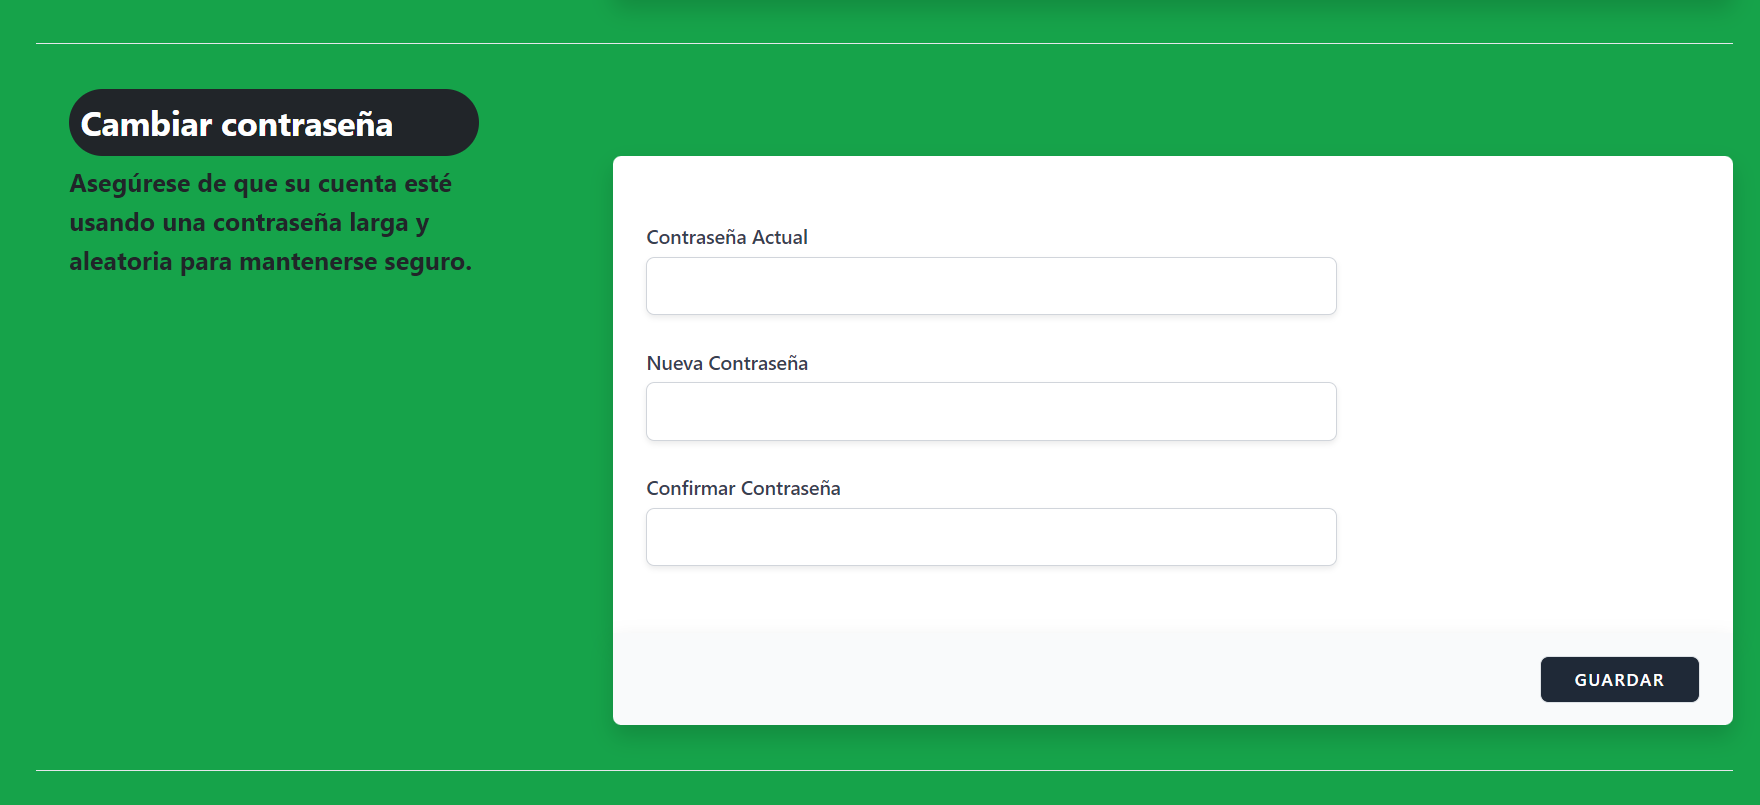 Cambiar contraseña
Asegúrese de que su cuenta esté
usando una contraseña larga y
aleatoria para mantenerse seguro.
Contraseña Actual
Nueva Contraseña
Confirmar Contraseña
GUARDAR